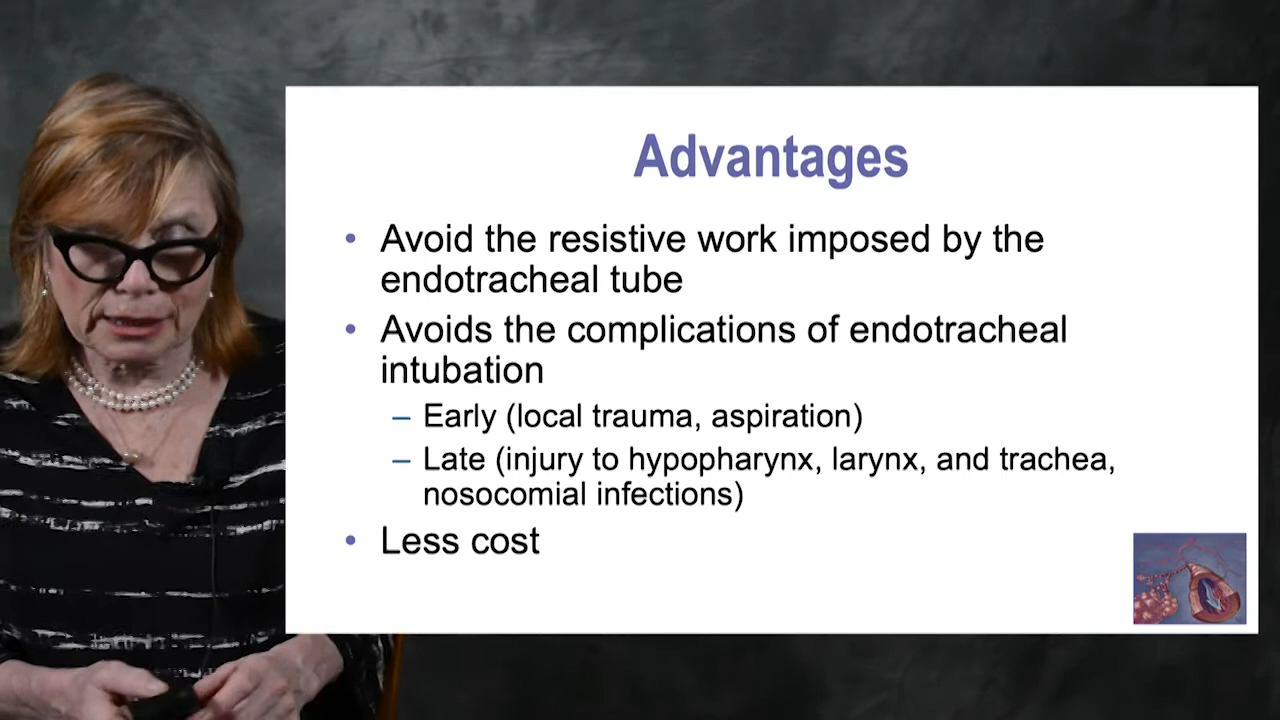 Advantages
• Avoid the resistive work imposed by the
endotracheal tube
• Avoids the complications of endotracheal
intubation
– Early (local trauma, aspiration)
– Late (injury to hypopharynx, larynx, and trachea,
nosocomial infections)
• Less cost